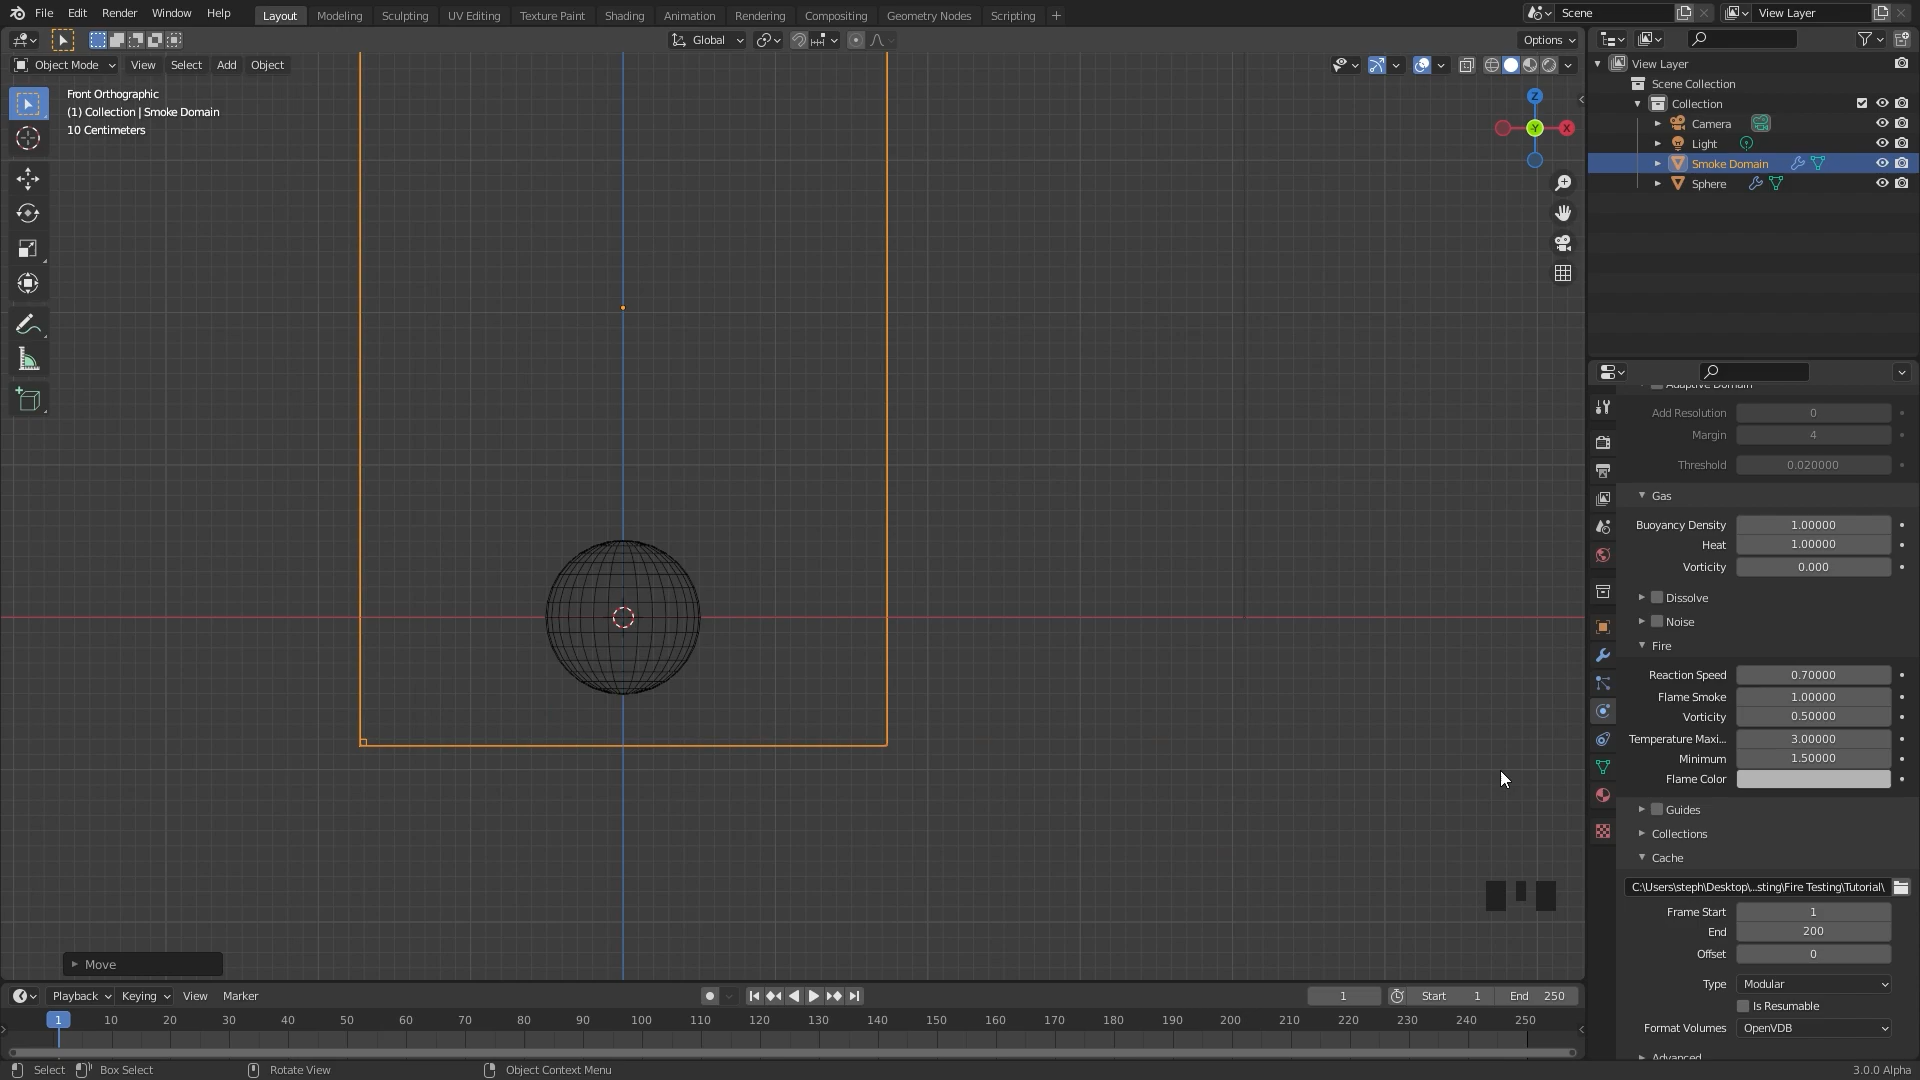 File Edit Render Window Help Layout Modeling Sculpting UV Editing Texture Paint Shading Animation Rendering Compositing Geometry Nodes Scripting + Scene View Layer
Global Options
Object Mode View Select Add Object
Front Orthographic
(1) Collection | Smoke Domain
10 Centimeters
Z
Y
X
Move
View Layer
Scene Collection
Collection
Camera
Light
Smoke Domain
Sphere
Adaptive Domain
Add Resolution 0
Margin 4
Threshold 0.020000
Gas
Buoyancy Density 1.00000
Heat 1.00000
Vorticity 0.000
Dissolve
Noise
Fire
Reaction Speed 0.70000
Flame Smoke 1.00000
Vorticity 0.50000
Temperature Maxi... 3.00000
Minimum 1.50000
Flame Color
Guides
Collections
Cache
C:\Users\steph\Desktop\...sting\Fire Testing\Tutorial\
Frame Start 1
End 200
Offset 0
Type Modular
Is Resumable
Format Volumes OpenVDB
Advanced
Playback Keying View Marker 1 Start 1 End 250
1 10 20 30 40 50 60 70 80 90 100 110 120 130 140 150 160 170 180 190 200 210 220 230 240 250
Select Box Select Rotate View Object Context Menu 3.0.0 Alpha